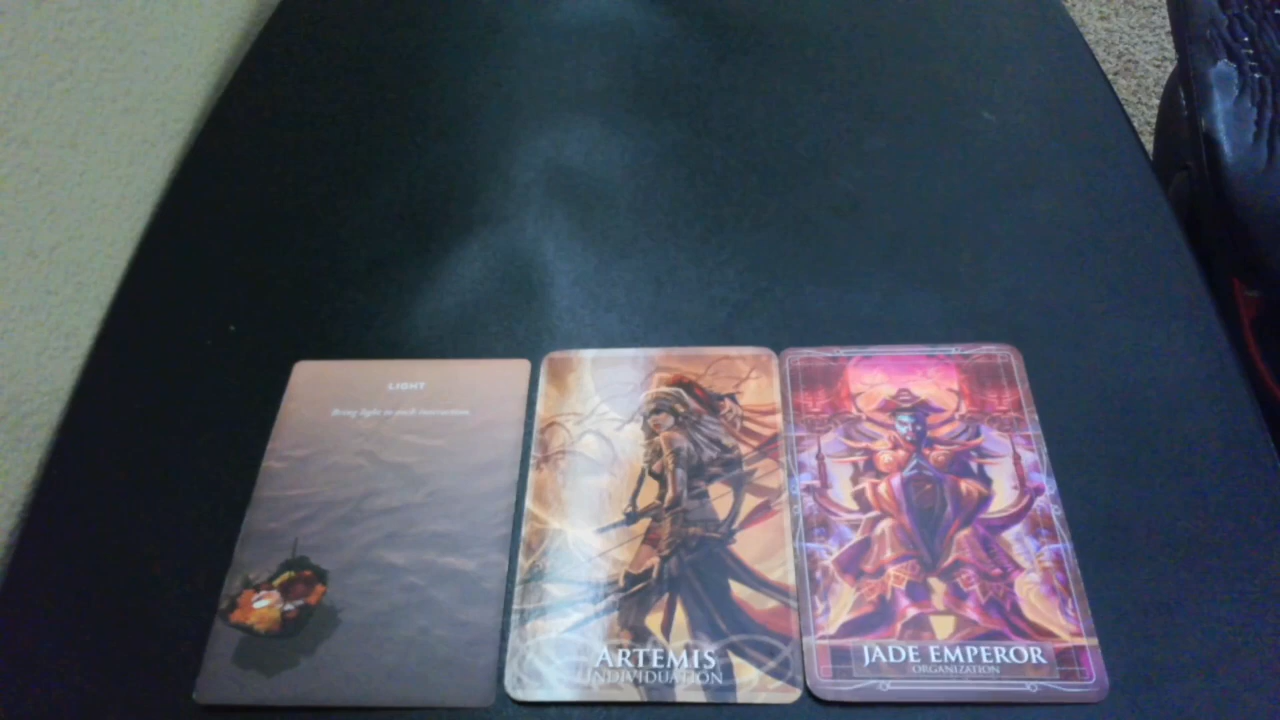 LIGHT
Bring light to each interaction.
ARTEMIS
INDIVIDUATION
JADE EMPEROR
ORGANIZATION